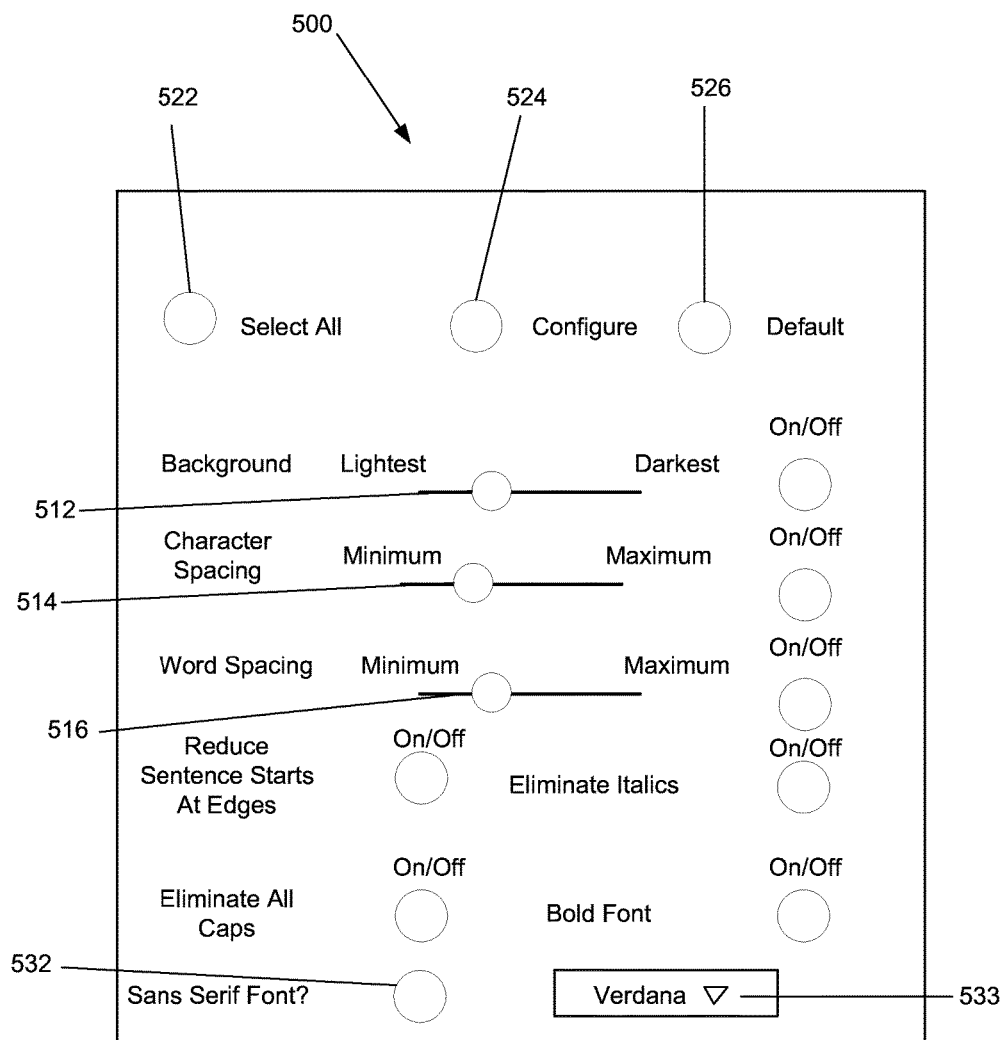 500
522
524
526
Select All
Configure
Default
On/Off
Background
Lightest
Darkest
512
On/Off
Character
Spacing
Minimum
Maximum
514
On/Off
Word Spacing
Minimum
Maximum
516
On/Off
On/Off
Reduce
Sentence Starts
At Edges
Eliminate Italics
On/Off
On/Off
Eliminate All
Caps
Bold Font
532
Sans Serif Font?
Verdana
533